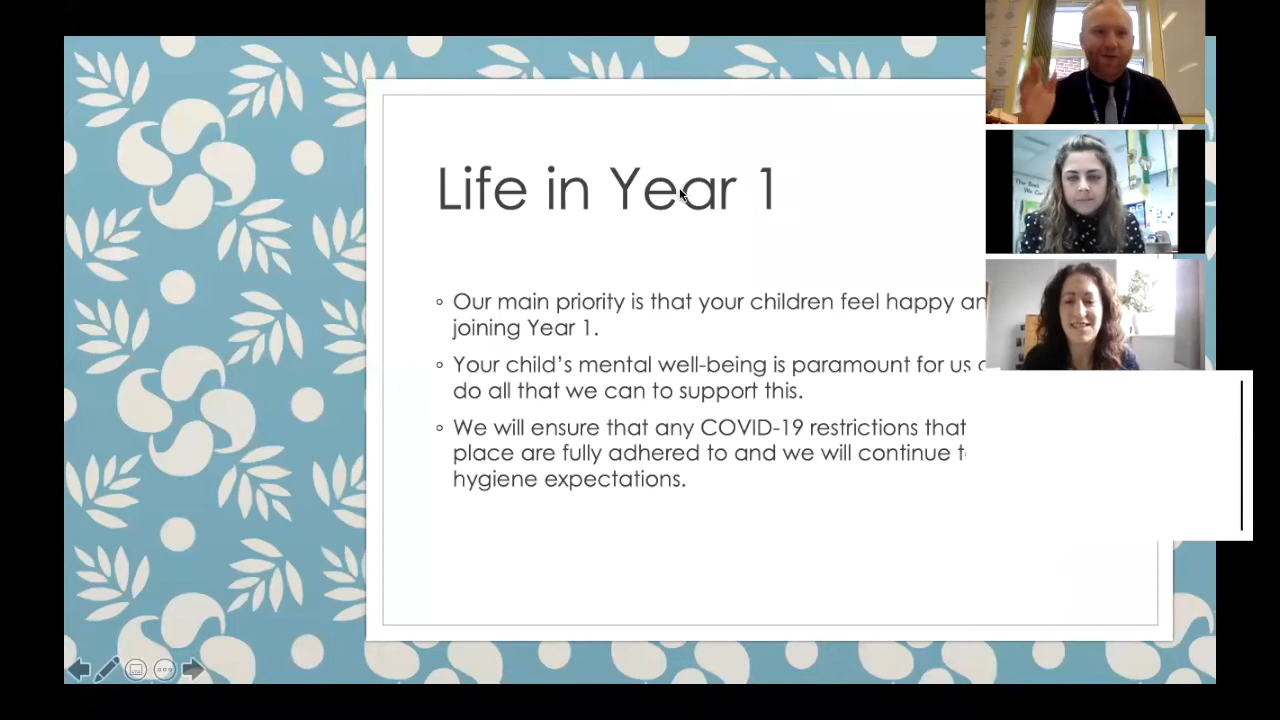 Life in Year 1
Our main priority is that your children feel happy
joining Year 1.
Your child’s mental well-being is paramount for us
do all that we can to support this.
We will ensure that any COVID-19 restrictions that
place are fully adhered to and we will continue
hygiene expectations.